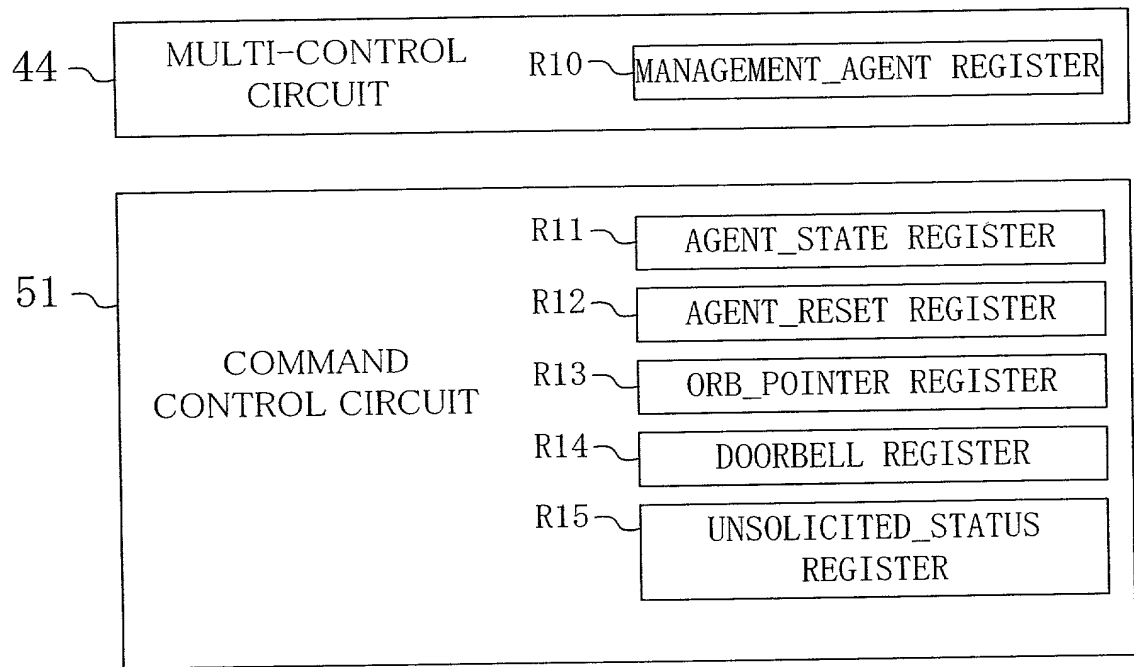 44
MULTI-CONTROL
CIRCUIT
R10
MANAGEMENT_AGENT REGISTER
51
COMMAND
CONTROL CIRCUIT
R11
AGENT_STATE REGISTER
R12
AGENT_RESET REGISTER
R13
ORB_POINTER REGISTER
R14
DOORBELL REGISTER
R15
UNSOLICITED_STATUS
REGISTER